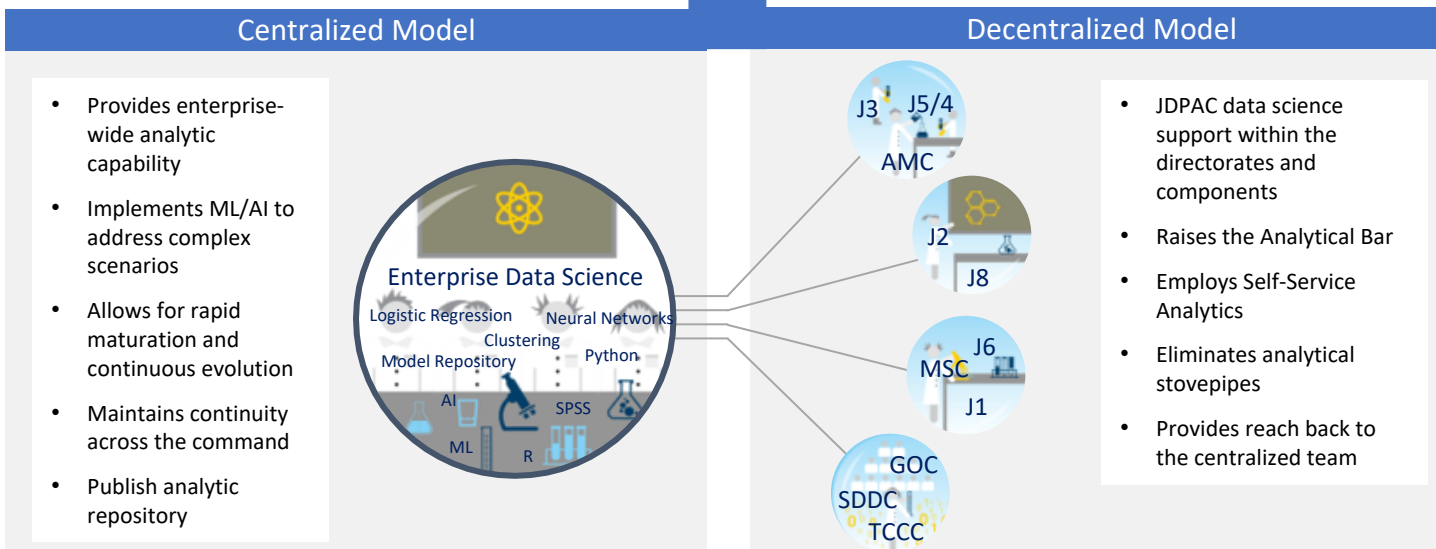 Centralized Model
• Provides enterprise-
wide analytic
capability
• Implements ML/AI to
address complex
scenarios
• Allows for rapid
maturation and
continuous evolution
• Maintains continuity
across the command
• Publish analytic
repository
Enterprise Data Science
Logistic Regression
Neural Networks
Clustering
Model Repository
Python
AI
SPSS
ML
R
Decentralized Model
J3
J5/4
AMC
J2
J8
J6
MSC
J1
GOC
SDDC
TCCC
• JDPAC data science
support within the
directorates and
components
• Raises the Analytical Bar
• Employs Self-Service
Analytics
• Eliminates analytical
stovepipes
• Provides reach back to
the centralized team